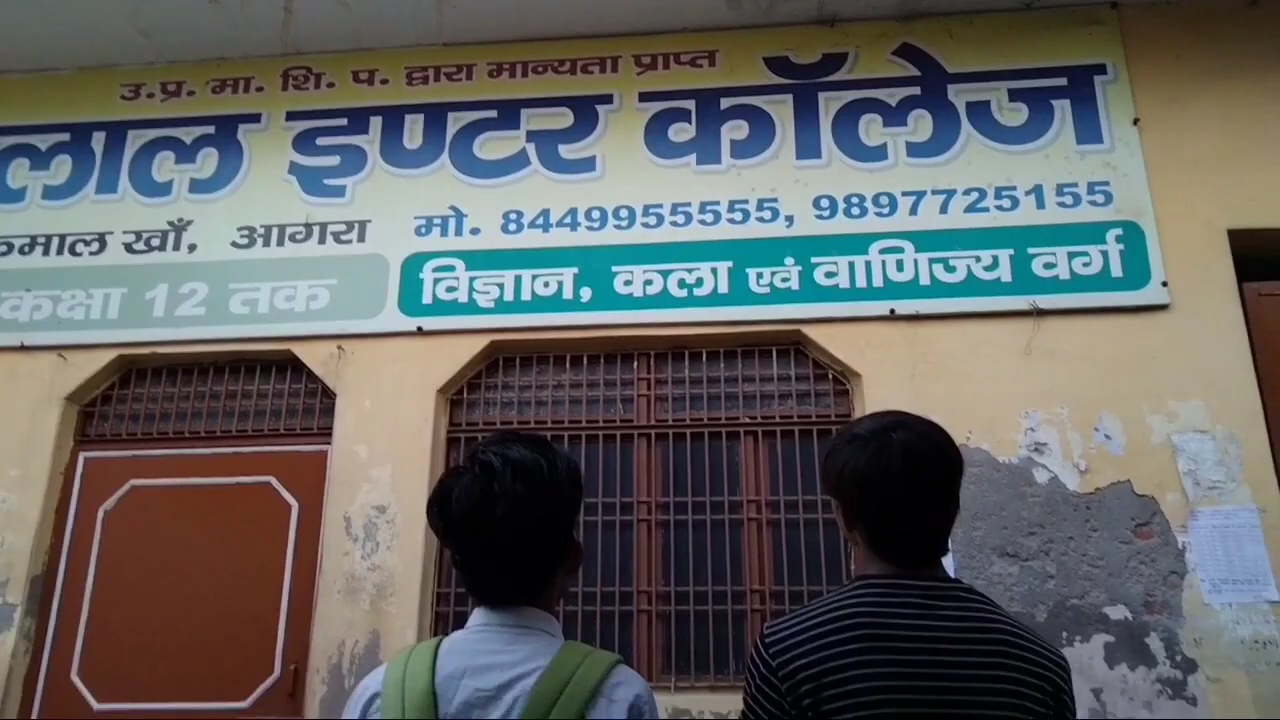 उ.प्र. मा. शि. प. द्वारा मान्यता प्राप्त
लाल इण्टर कॉलेज
कमाल खाँ, आगरा मो. 8449955555, 9897725155
कक्षा 12 तक विज्ञान, कला एवं वाणिज्य वर्ग